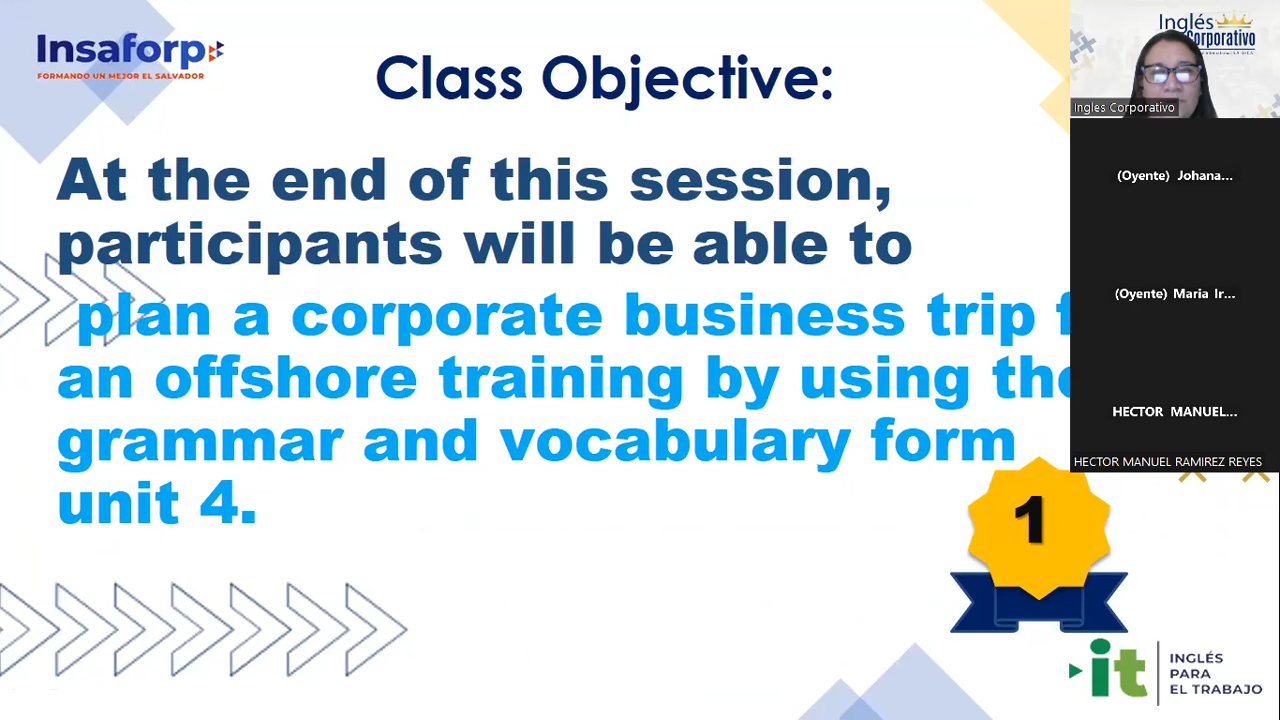 Insaforp
FORMANDO UN MEJOR EL SALVADOR
Class Objective:
At the end of this session,
participants will be able to
plan a corporate business trip
an offshore training by using the
grammar and vocabulary form
unit 4.
1
Inglés
Corporativo
Ingles Corporativo
(Oyente) Johana...
(Oyente) Maria Ir...
HECTOR MANUEL...
HECTOR MANUEL RAMIREZ REYES
it
INGLÉS
PARA
EL TRABAJO